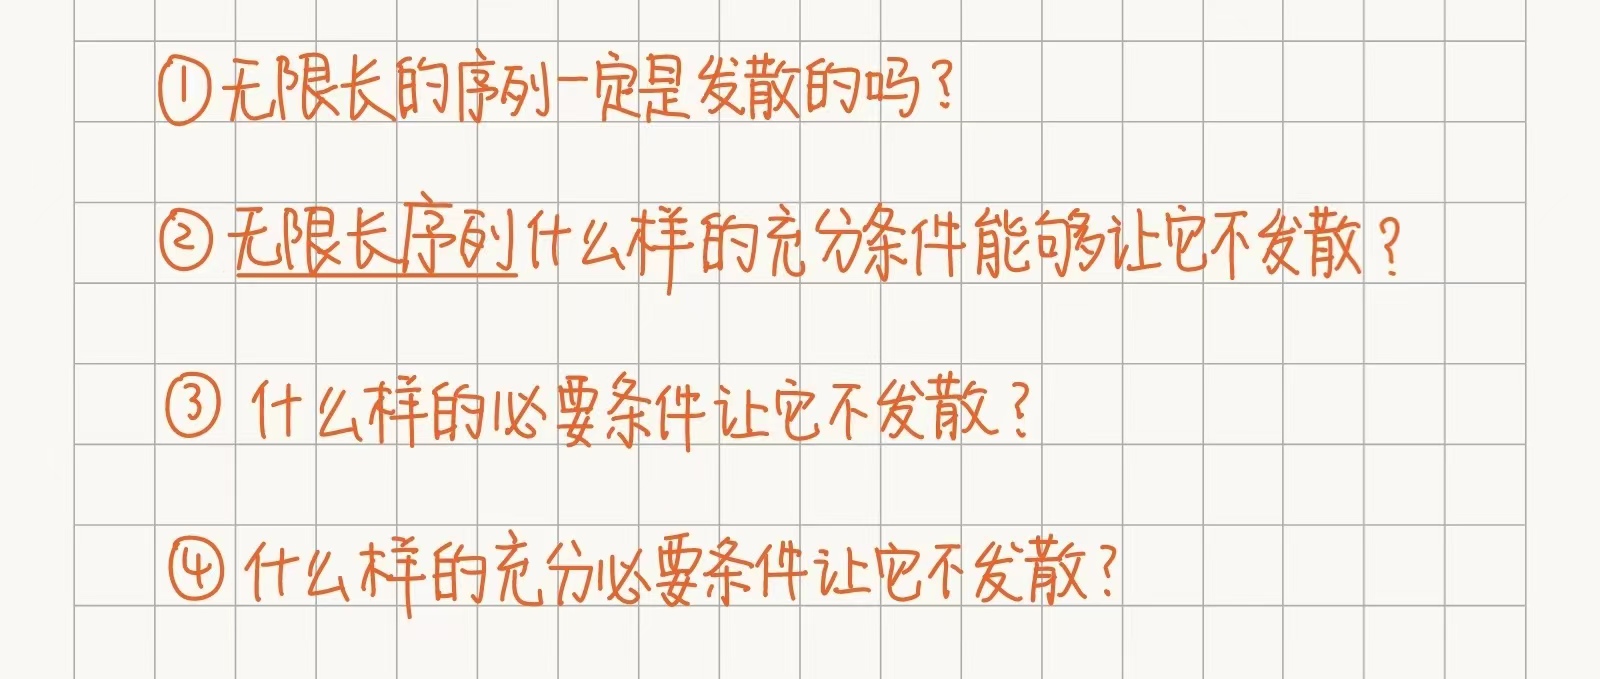 ①无限长的序列一定是发散的吗?
②无限长序列什么样的充分条件能够让它不发散?
③ 什么样的必要条件让它不发散?
④ 什么样的充分必要条件让它不发散?